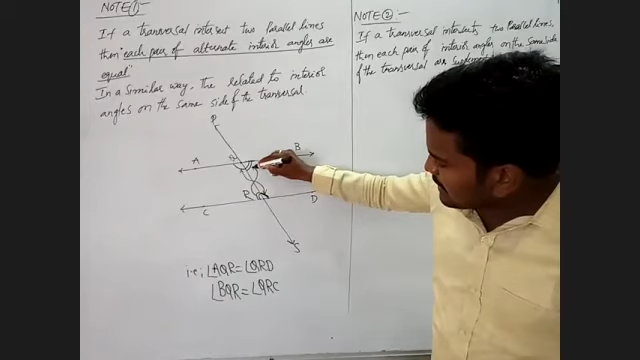 NOTE ①:-
If a transversal intersect two Parallel lines
then "each pair of alternate interior angles are
equal"
In a Similar way, The related to interior
angles on the same side of the transversal
P
A
B
R
C
D
S
i.e; ∠AQR = ∠QRD
∠BQR = ∠QRC
NOTE ② :-
If a transversal intersects two Parallel lines,
then each pair of interior angles on the Same side
of the transversal are